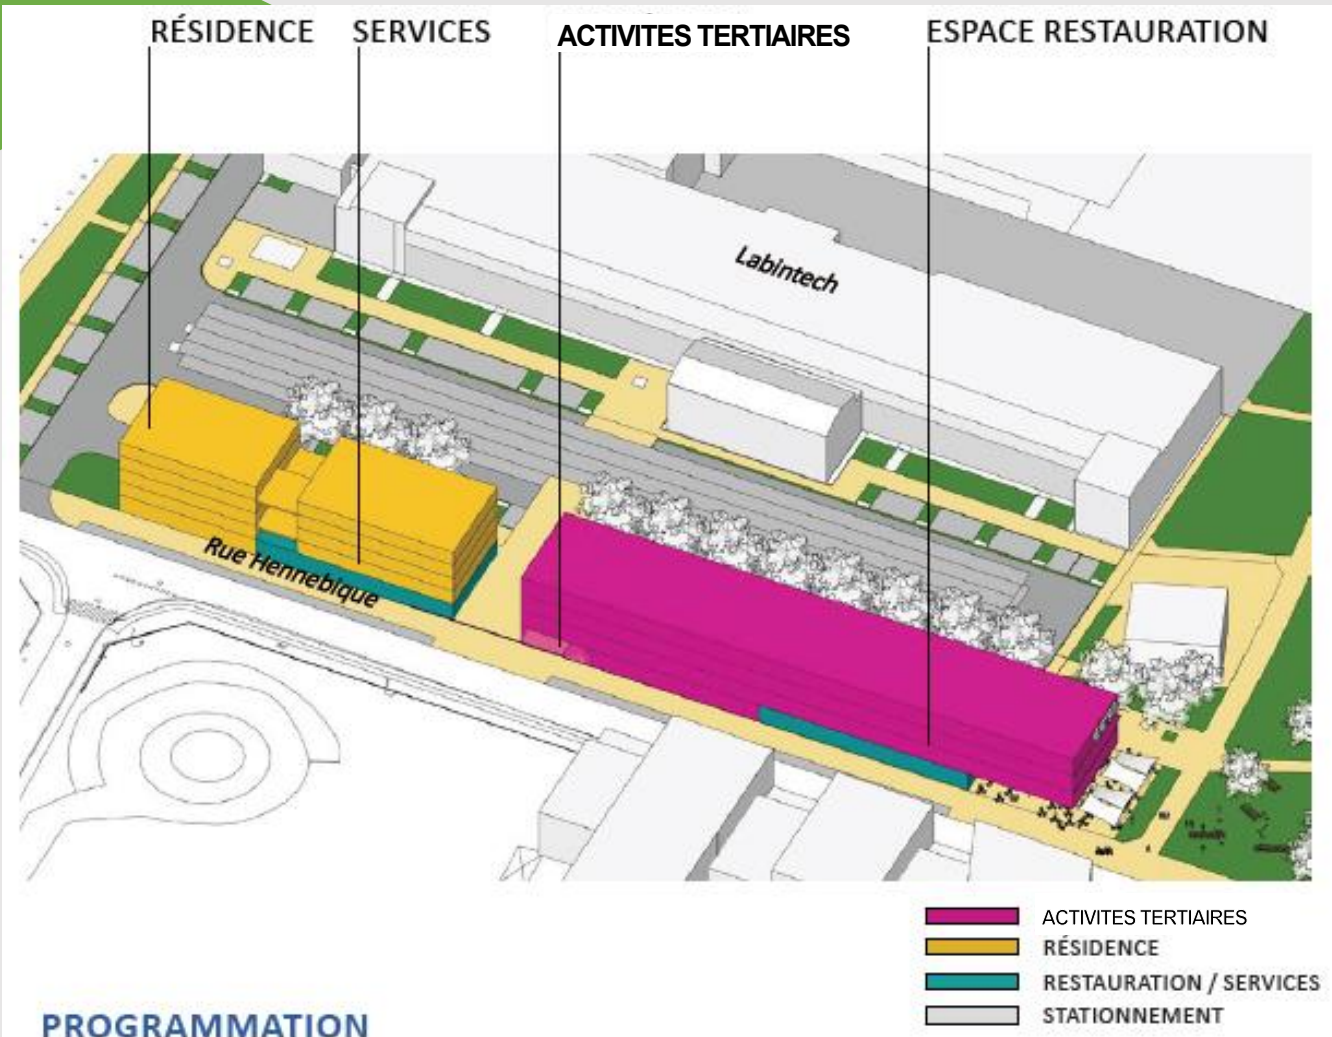 RÉSIDENCE
SERVICES
ACTIVITES TERTIAIRES
ESPACE RESTAURATION
Labintech
Rue Hennebique
ACTIVITES TERTIAIRES
RÉSIDENCE
RESTAURATION / SERVICES
STATIONNEMENT
PROGRAMMATION